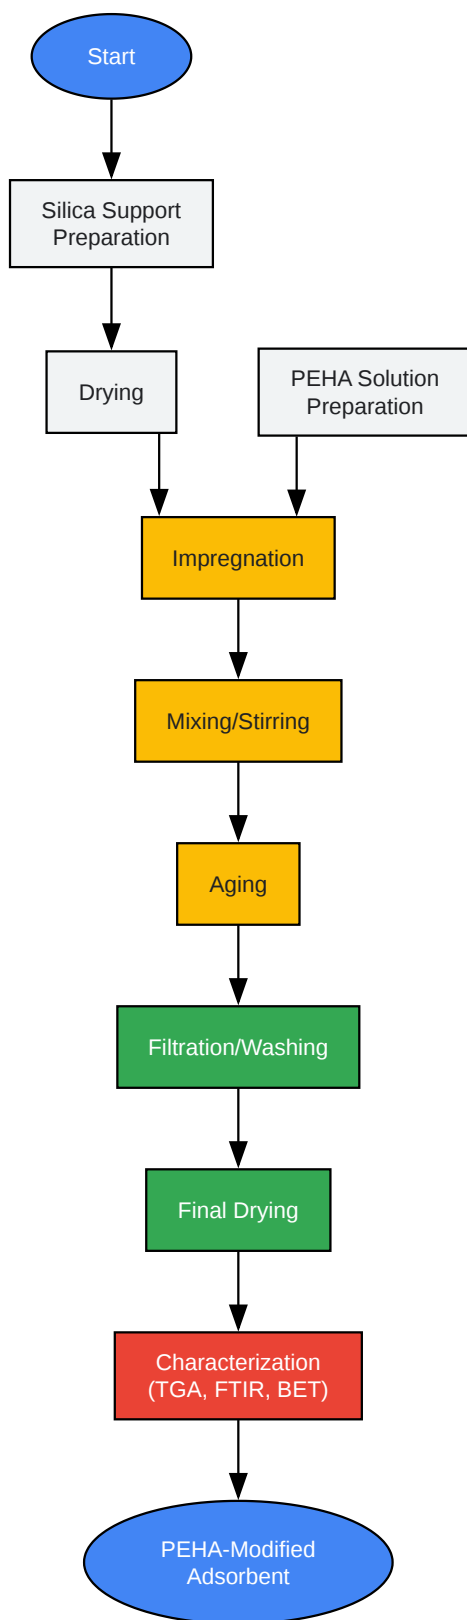 Start
Silica Support
Preparation
Drying
PEHA Solution
Preparation
Impregnation
Mixing/Stirring
Aging
Filtration/Washing
Final Drying
Characterization
(TGA, FTIR, BET)
PEHA-Modified
Adsorbent